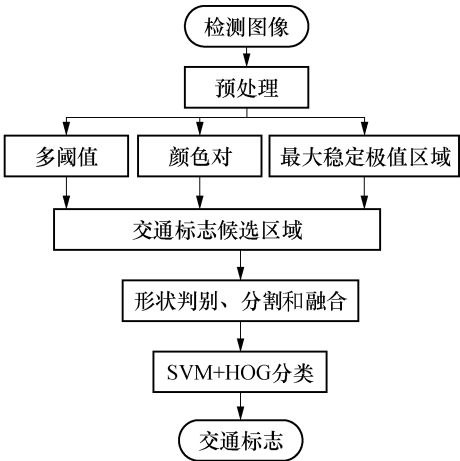 检测图像
预处理
多阈值
颜色对
最大稳定极值区域
交通标志候选区域
形状判别、分割和融合
SVM+HOG分类
交通标志